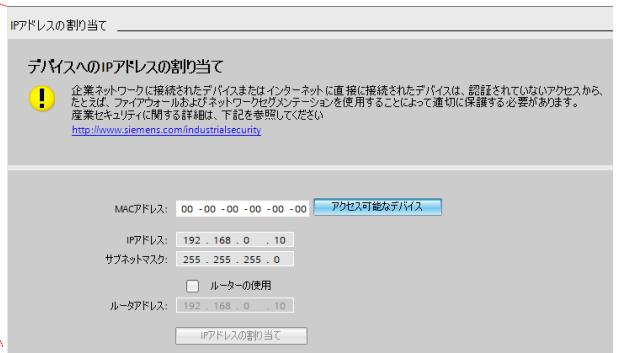 IPアドレスの割り当て
デバイスへのIPアドレスの割り当て
企業ネットワークに接続されたデバイスまたはインターネットに直接に接続されたデバイスは、認証されていないアクセスから、
たとえば、ファイアウォールおよびネットワークセグメンテーションを使用することによって適切に保護する必要があります。
産業セキュリティに関する詳細は、下記を参照してください
http://www.siemens.com/industrialsecurity
MACアドレス: 00 -00 -00 -00 -00 -00 アクセス可能なデバイス
IPアドレス: 192 . 168 . 0 . 10
サブネットマスク: 255 . 255 . 255 . 0
ルーターの使用
ルータアドレス: 192 . 168 . 0 . 10
IPアドレスの割り当て